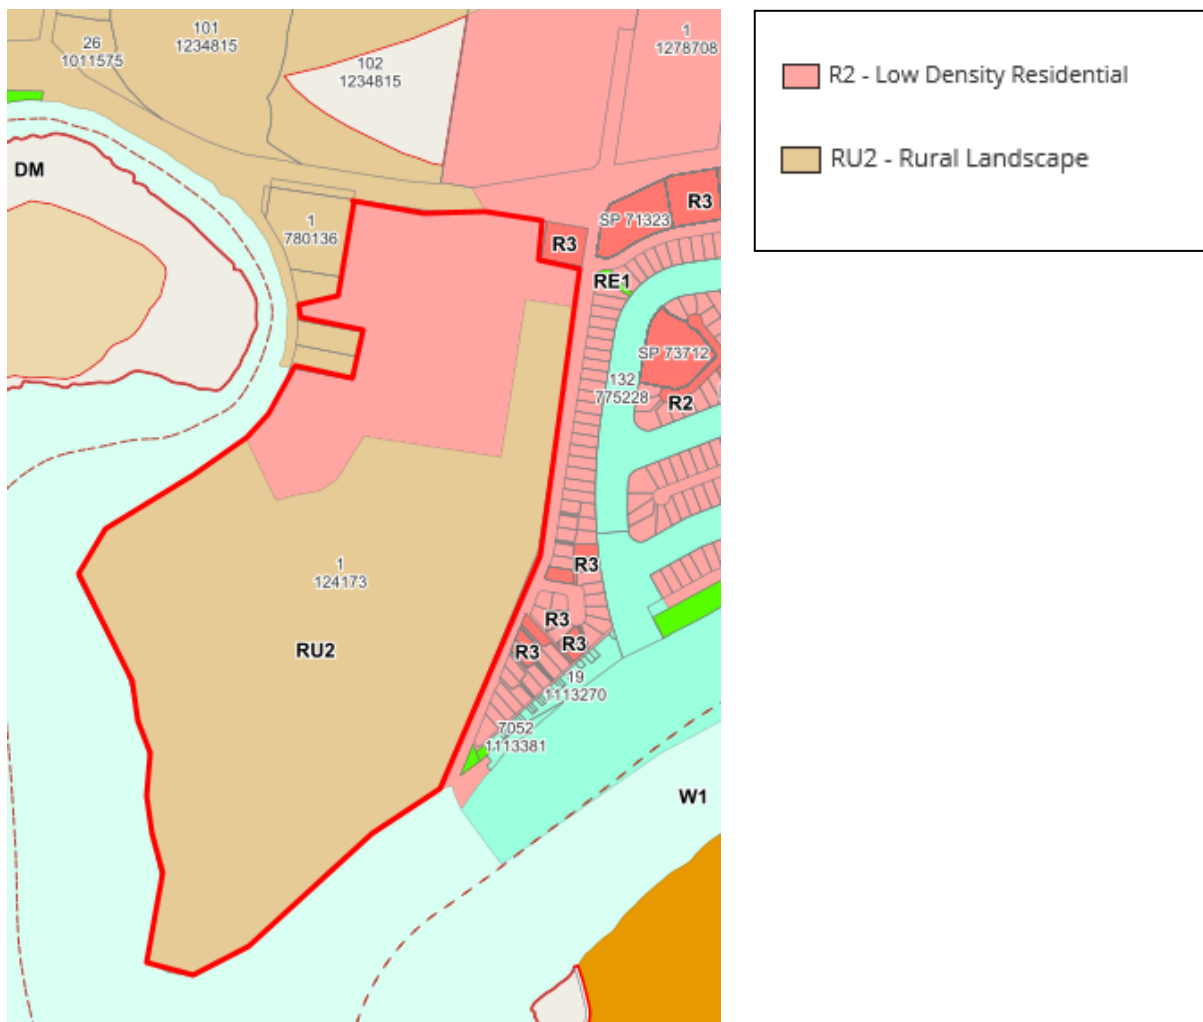 101
1234815
26
1011575
1
1278708
102
1234815
R2 - Low Density Residential
RU2 - Rural Landscape
DM
R3
SP 71323
1
780136
R3
RE1
SP 73712
132
775228
R2
R3
1
124173
R3
R3
R3
RU2
19
1113270
7052
1113381
W1